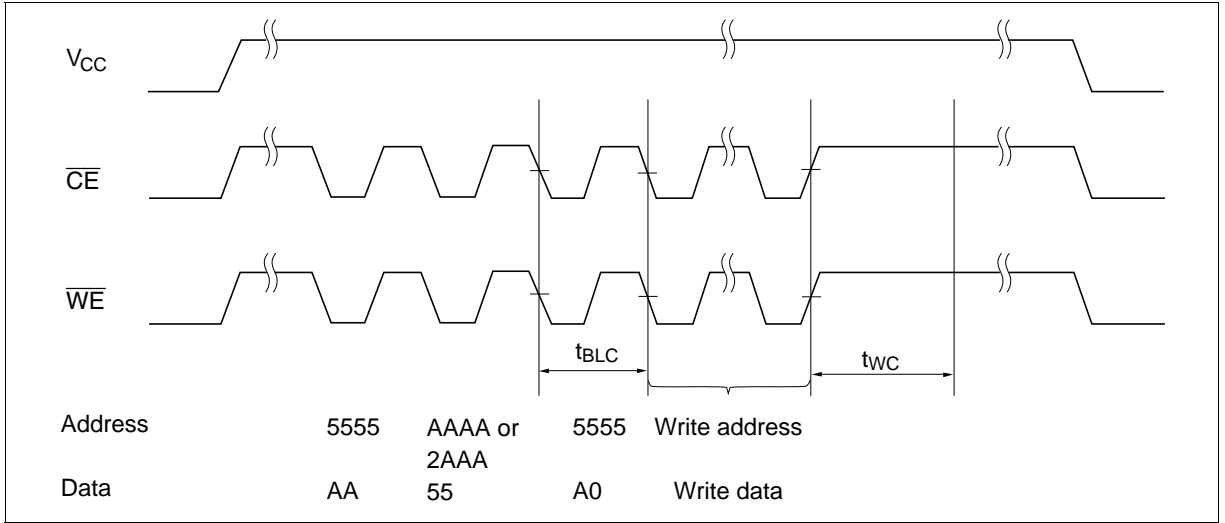 VCC
CE
WE
tBLC
tWC
Address 5555 AAAA or 5555 Write address
2AAA
Data AA 55 A0 Write data